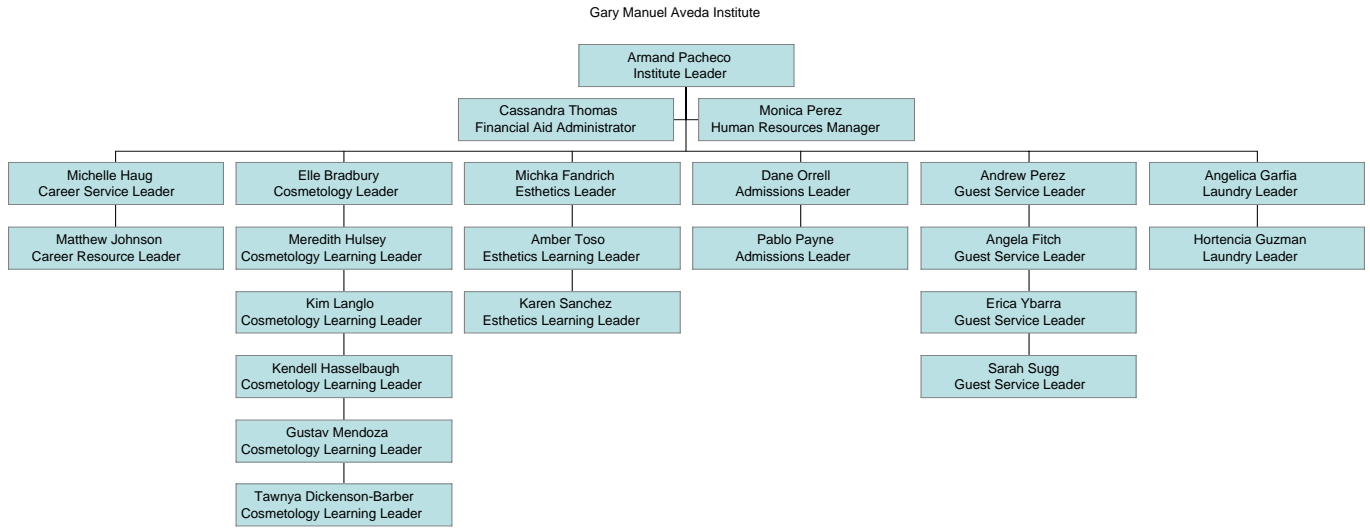 Gary Manuel Aveda Institute
Armand Pacheco
Institute Leader
Cassandra Thomas
Financial Aid Administrator
Monica Perez
Human Resources Manager
Michelle Haug
Career Service Leader
Elle Bradbury
Cosmetology Leader
Michka Fandrich
Esthetics Leader
Dane Orrell
Admissions Leader
Andrew Perez
Guest Service Leader
Angelica Garfia
Laundry Leader
Matthew Johnson
Career Resource Leader
Meredith Hulsey
Cosmetology Learning Leader
Amber Toso
Esthetics Learning Leader
Pablo Payne
Admissions Leader
Angela Fitch
Guest Service Leader
Hortencia Guzman
Laundry Leader
Kim Langlo
Cosmetology Learning Leader
Karen Sanchez
Esthetics Learning Leader
Erica Ybarra
Guest Service Leader
Kendell Hasselbaugh
Cosmetology Learning Leader
Sarah Sugg
Guest Service Leader
Gustav Mendoza
Cosmetology Learning Leader
Tawnya Dickenson-Barber
Cosmetology Learning Leader